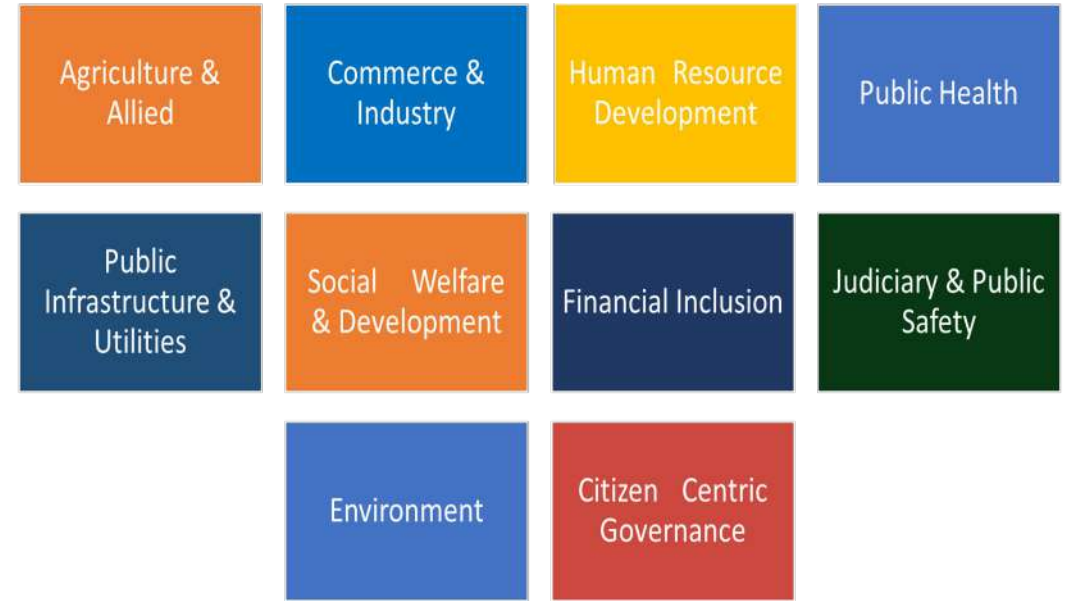 Agriculture &
Allied
Commerce &
Industry
Human Resource
Development
Public Health
Public
Infrastructure &
Utilities
Social Welfare
& Development
Financial Inclusion
Judiciary & Public
Safety
Environment
Citizen Centric
Governance